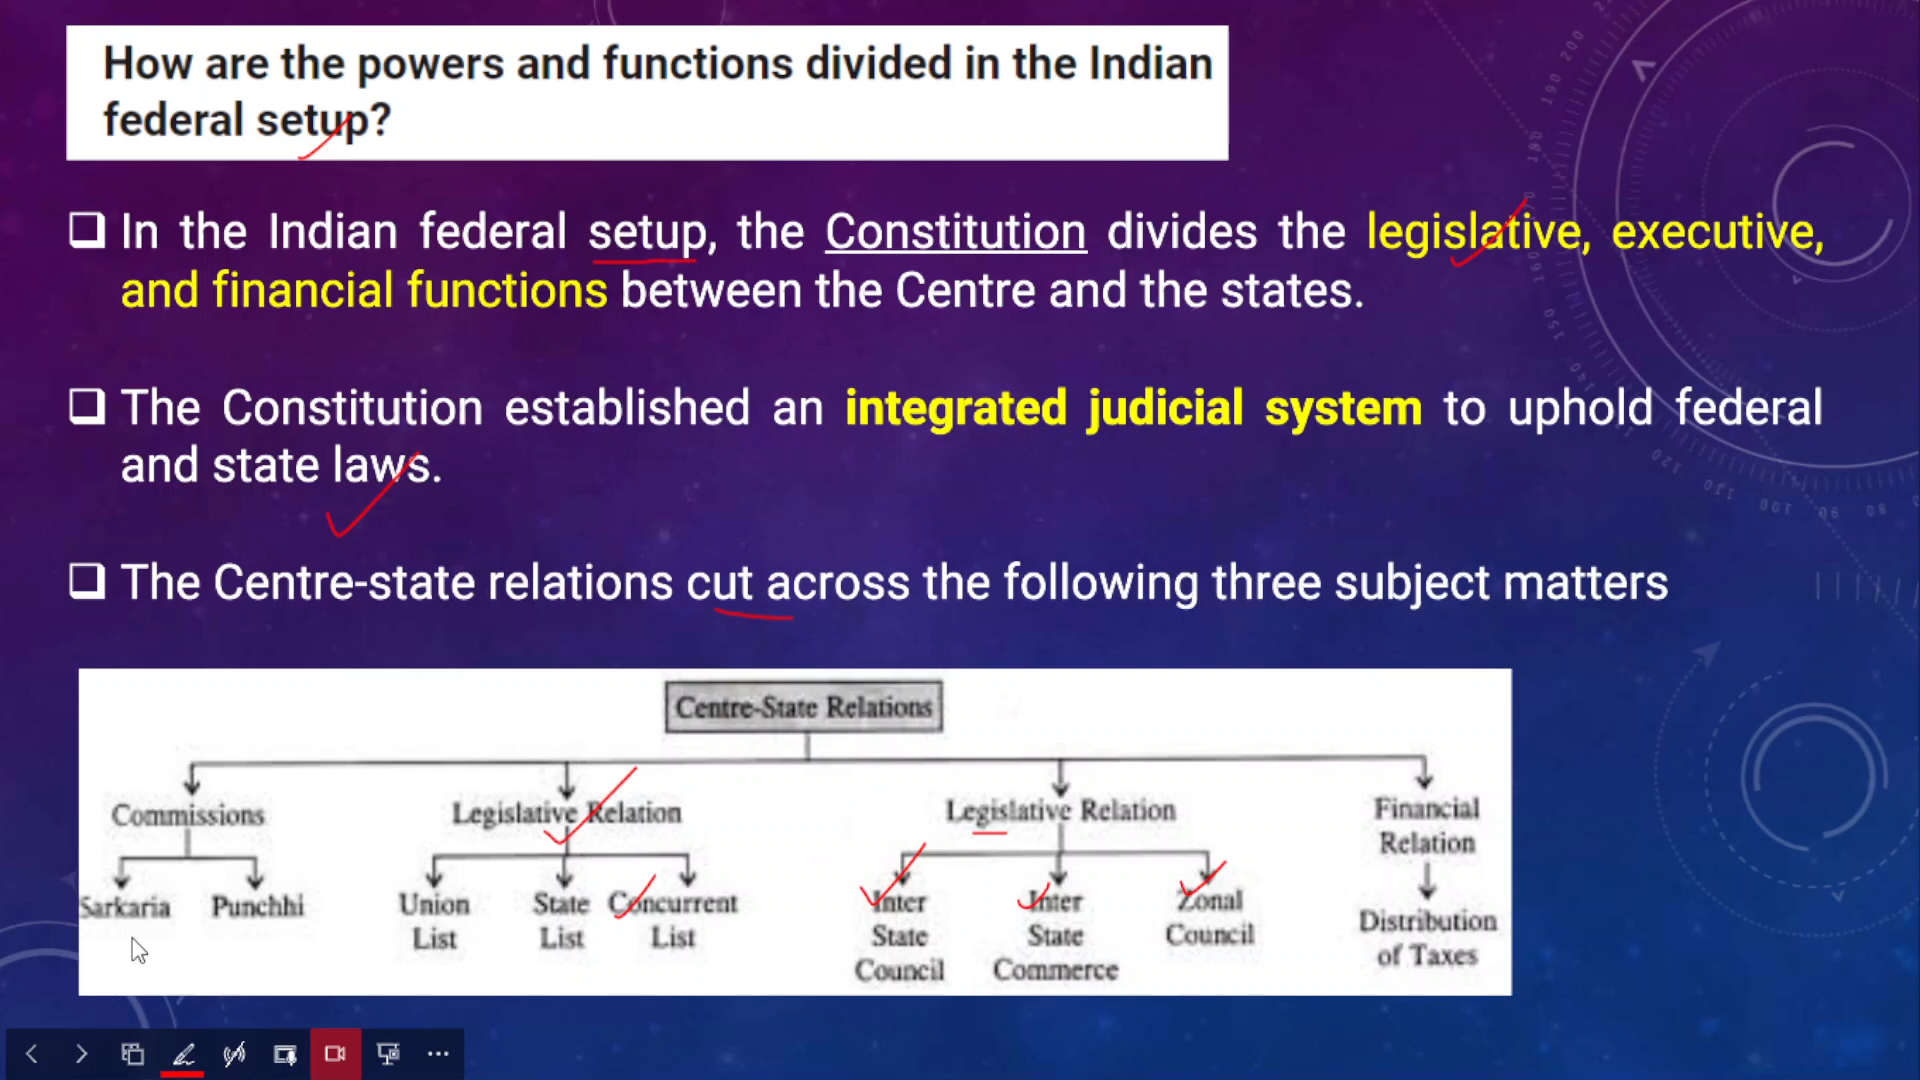 How are the powers and functions divided in the Indian
federal setup?
In the Indian federal setup, the Constitution divides the legislative, executive,
and financial functions between the Centre and the states.
The Constitution established an integrated judicial system to uphold federal
and state laws.
The Centre-state relations cut across the following three subject matters
Centre-State Relations
Commissions
Legislative Relation
Legislative Relation
Financial
Relation
Sarkaria
Punchhi
Union
List
State
List
Concurrent
List
Inter
State
Council
Inter
State
Commerce
Zonal
Council
Distribution
of Taxes